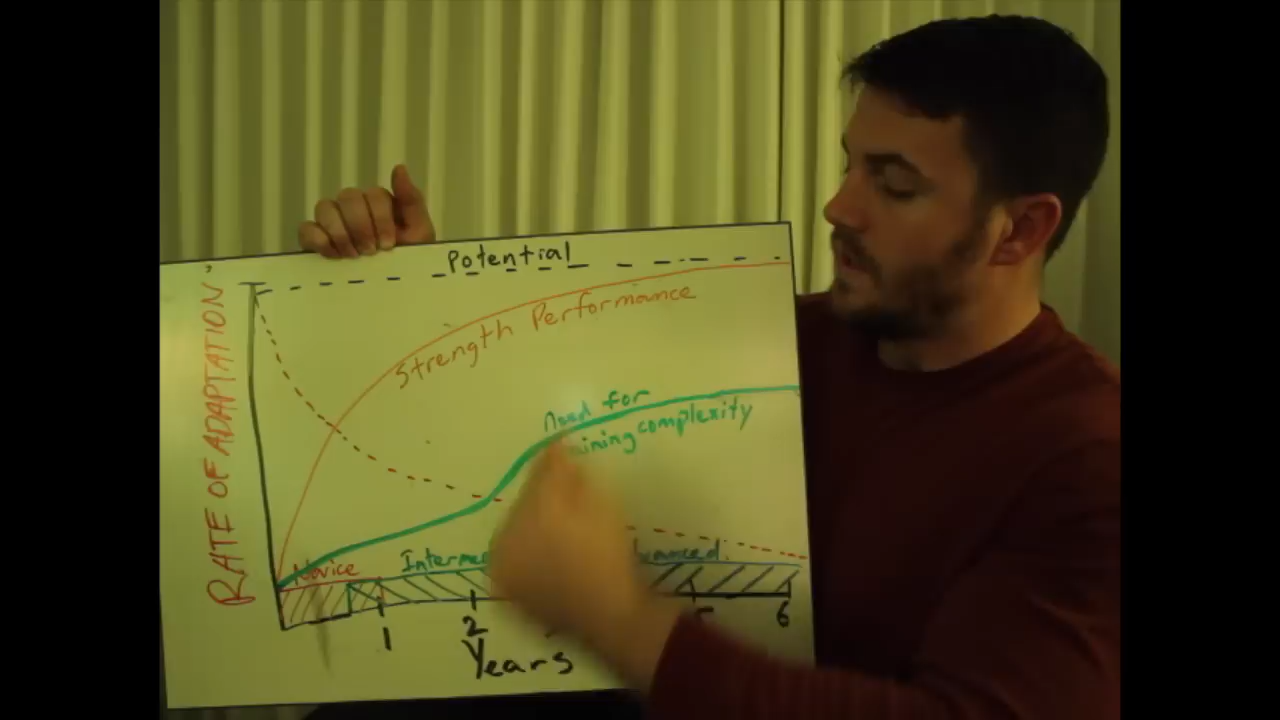 Potential
RATE OF ADAPTATION
Strength Performance
Need for
complexity
Novice
1
2
6
Years